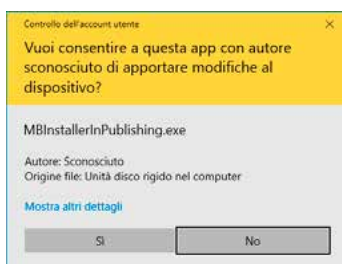 Controllo dell'account utente
Vuoi consentire a questa app con autore
sconosciuto di apportare modifiche al
dispositivo?
MBInstallerInPublishing.exe
Autore: Sconosciuto
Origine file: Unità disco rigido nel computer
Mostra altri dettagli
Sì
No